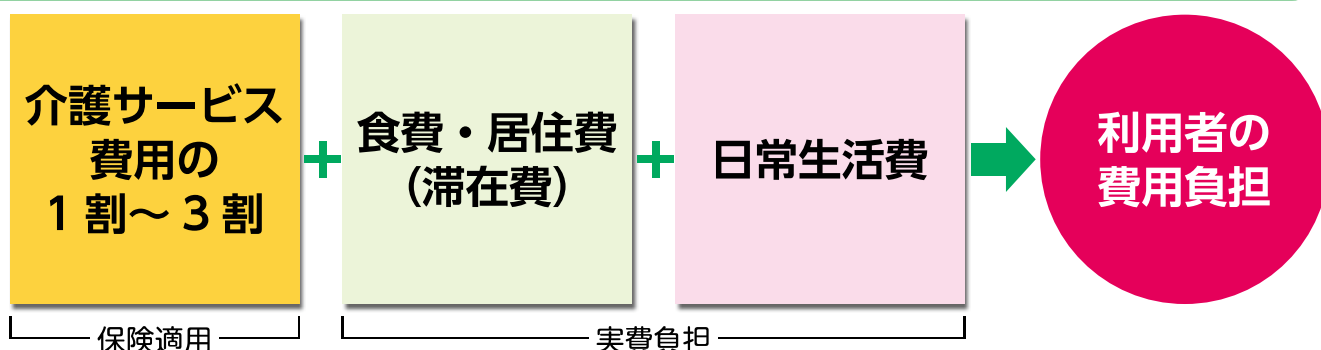 介護サービス
費用の
1割～3割
+
食費・居住費
（滞在費）
+
日常生活費
利用者の
費用負担
保険適用
実費負担